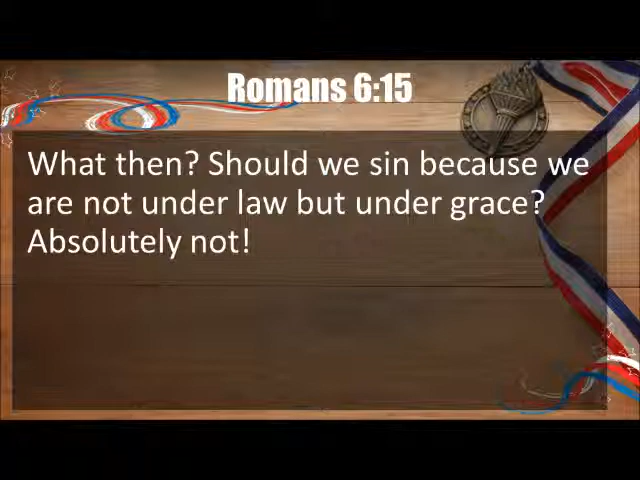 Romans 6:15
What then? Should we sin because we
are not under law but under grace?
Absolutely not!